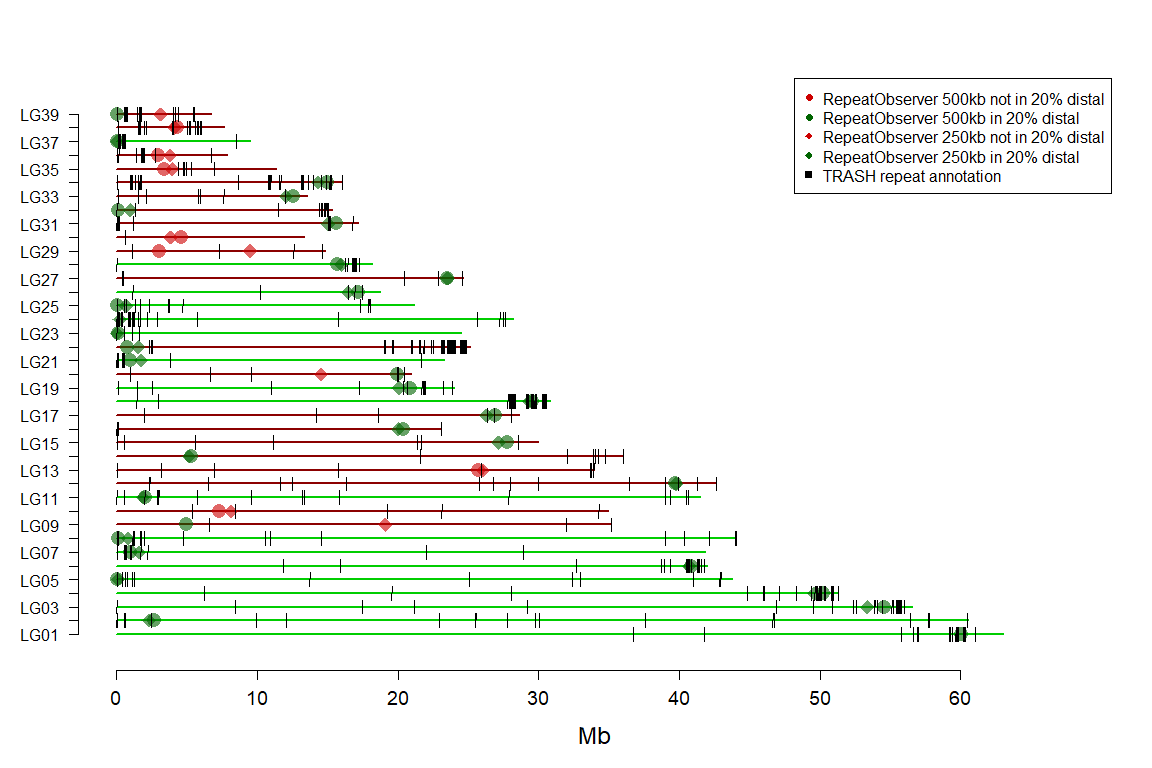 RepeatObserver 500kb not in 20% distal
RepeatObserver 500kb in 20% distal
RepeatObserver 250kb not in 20% distal
RepeatObserver 250kb in 20% distal
TRASH repeat annotation
LG39
LG37
LG35
LG33
LG31
LG29
LG27
LG25
LG23
LG21
LG19
LG17
LG15
LG13
LG11
LG09
LG07
LG05
LG03
LG01
0 10 20 30 40 50 60
Mb